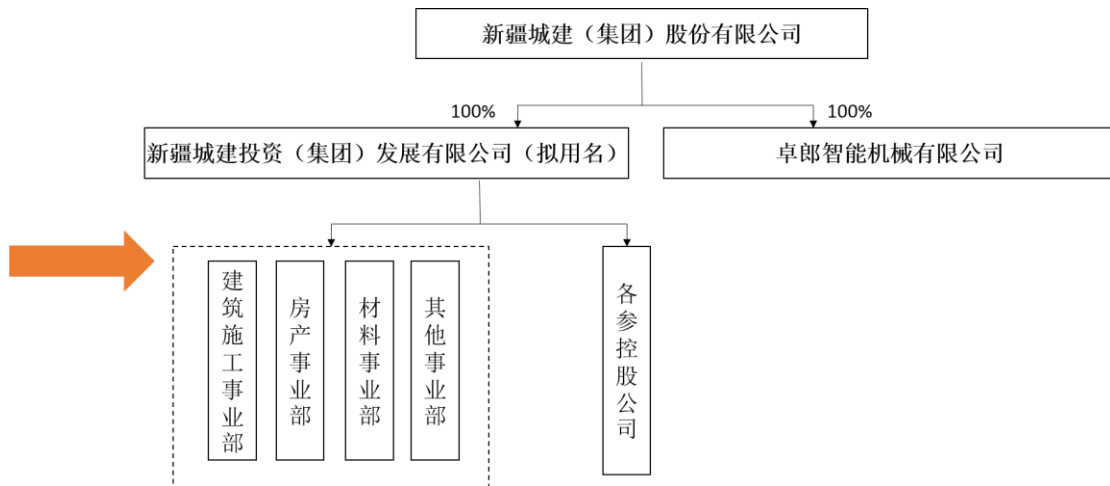 新疆城建（集团）股份有限公司
100%
100%
新疆城建投资（集团）发展有限公司（拟用名）
卓郎智能机械有限公司
建筑施工事业部
房产事业部
材料事业部
其他事业部
各参控股公司